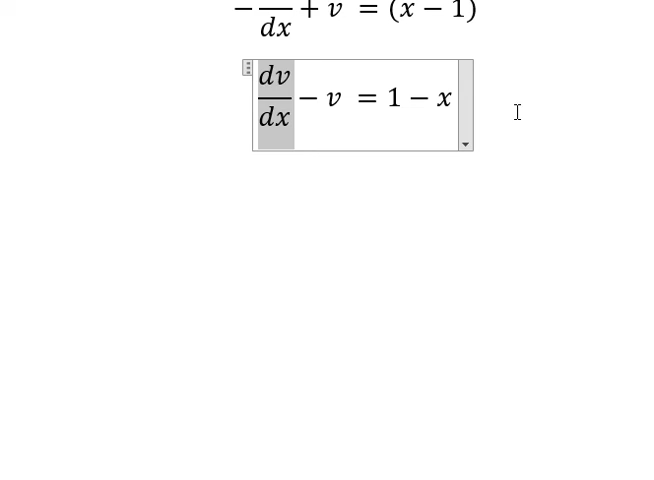 − /dx + v = (x − 1)
dv/dx − v = 1 − x